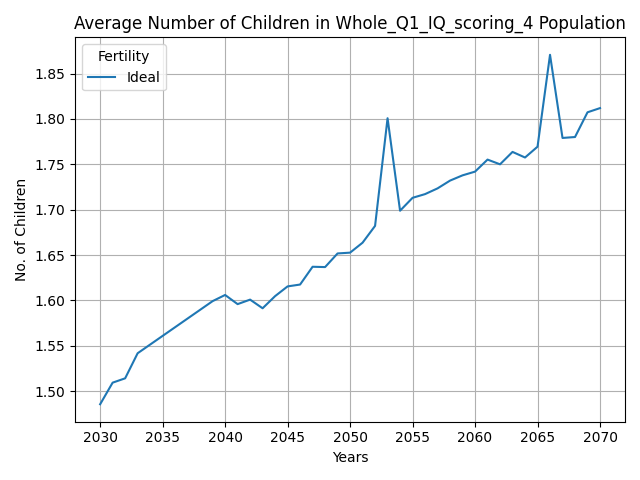 Average Number of Children in Whole_Q1_IQ_scoring_4 Population
Fertility
Ideal
No. of Children
1.85
1.80
1.75
1.70
1.65
1.60
1.55
1.50
2030 2035 2040 2045 2050 2055 2060 2065 2070
Years